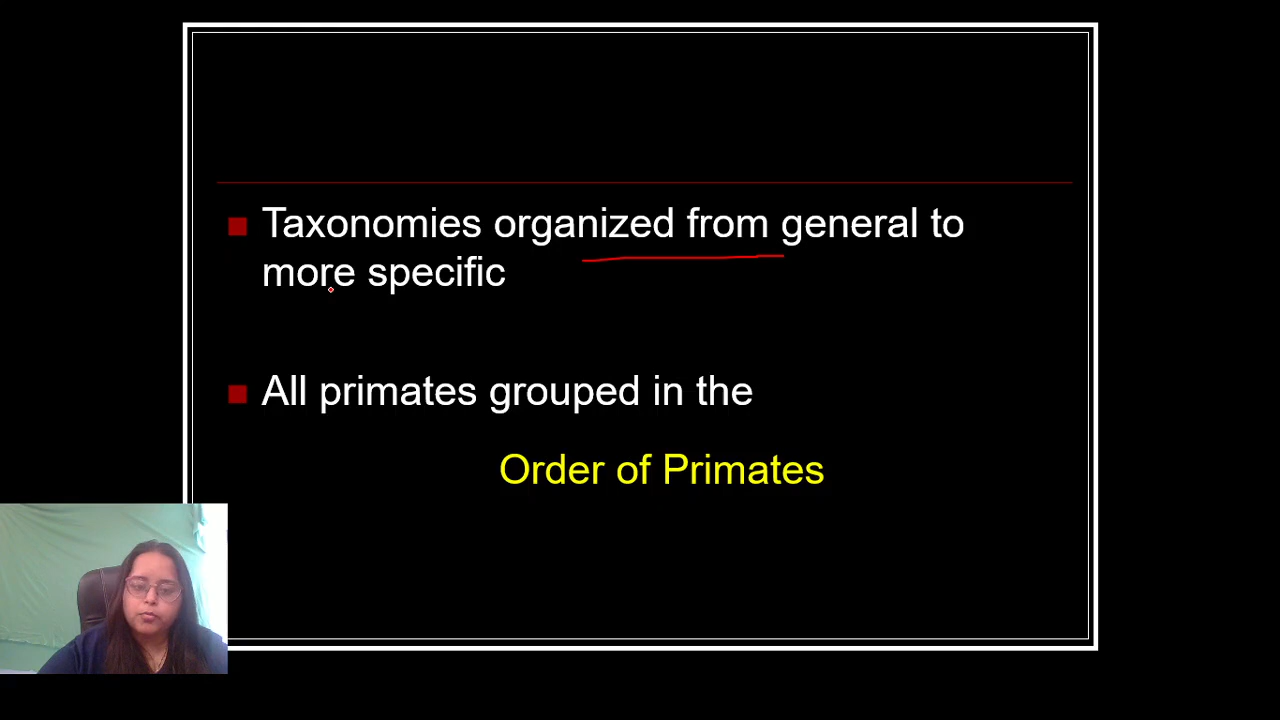 Taxonomies organized from general to
more specific
All primates grouped in the
Order of Primates